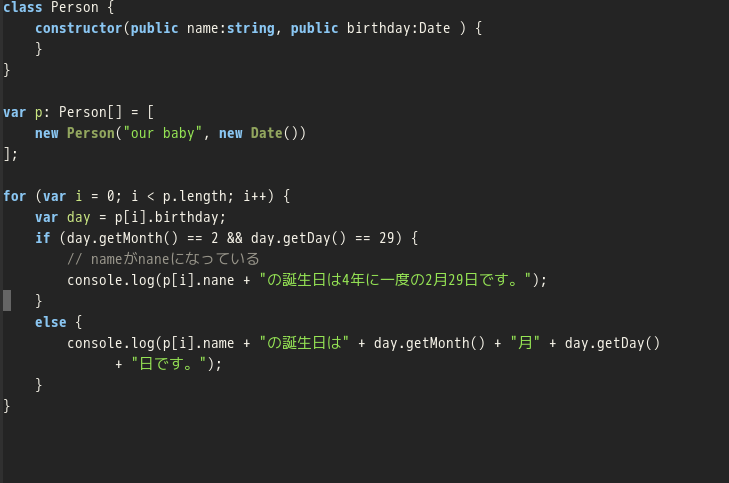 class Person {
    constructor(public name:string, public birthday:Date ) {
    }
}
var p: Person[] = [
    new Person("our baby", new Date())
];
for (var i = 0; i < p.length; i++) {
    var day = p[i].birthday;
    if (day.getMonth() == 2 && day.getDay() == 29) {
        // nameがnaneになっている
        console.log(p[i].nane + "の誕生日は4年に一度の2月29日です。");
    }
    else {
        console.log(p[i].name + "の誕生日は" + day.getMonth() + "月" + day.getDay()
              + "日です。");
    }
}